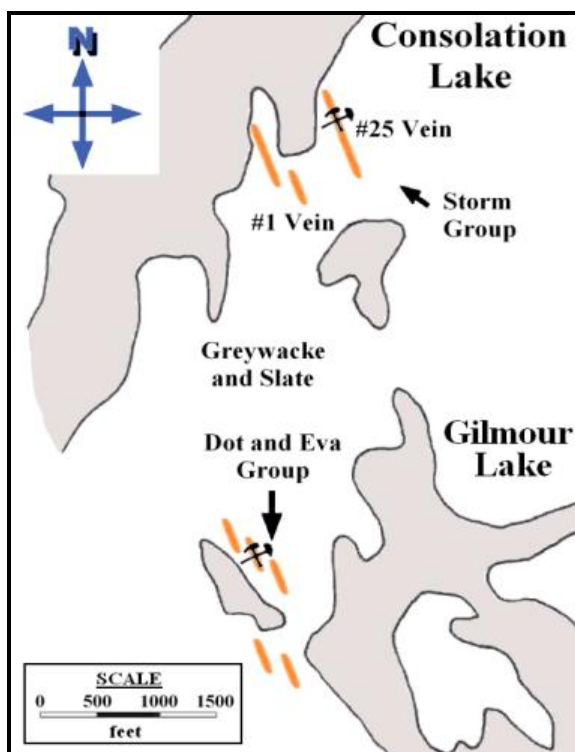 N
Consolation
Lake
#25 Vein
Storm
Group
#1 Vein
Greywacke
and Slate
Dot and Eva
Group
Gilmour
Lake
SCALE
0 500 1000 1500
feet